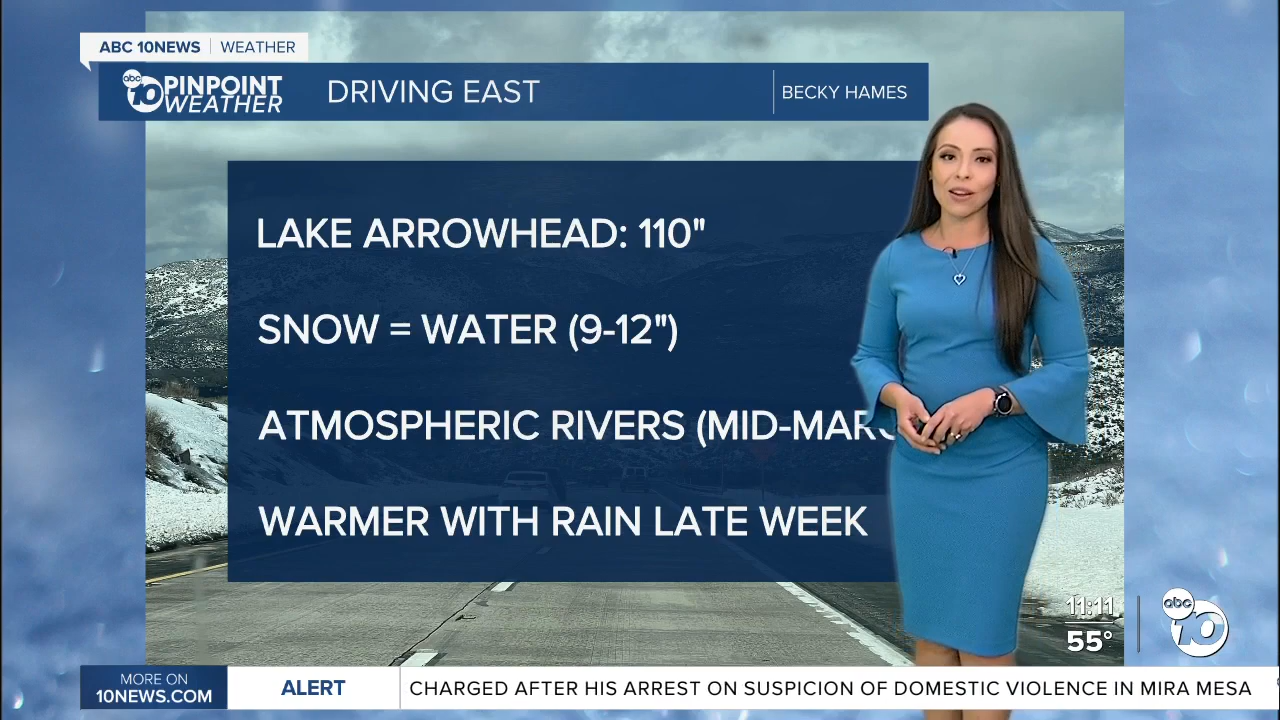 ABC 10NEWS | WEATHER
abc 10 PINPOINT WEATHER
DRIVING EAST
BECKY HAMES
LAKE ARROWHEAD: 110"
SNOW = WATER (9-12")
ATMOSPHERIC RIVERS (MID-MARC
WARMER WITH RAIN LATE WEEK
11:11
55°
abc 10
MORE ON
10NEWS.COM
ALERT
CHARGED AFTER HIS ARREST ON SUSPICION OF DOMESTIC VIOLENCE IN MIRA MESA